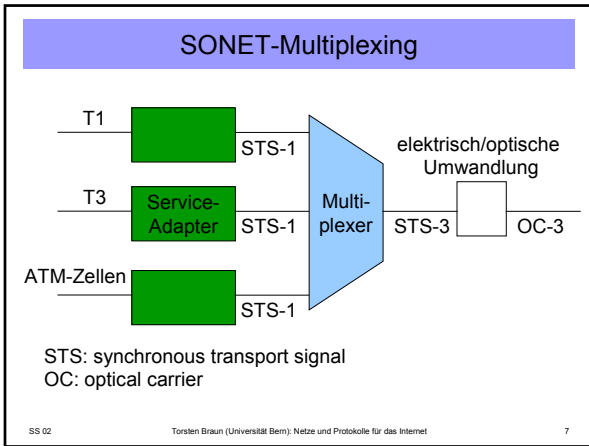 SONET-Multiplexing
T1
STS-1
T3
Service-
Adapter
STS-1
ATM-Zellen
STS-1
Multi-
plexer
STS-3
elektrisch/optische
Umwandlung
OC-3
STS: synchronous transport signal
OC: optical carrier
SS 02
Torsten Braun (Universität Bern): Netze und Protokolle für das Internet
7